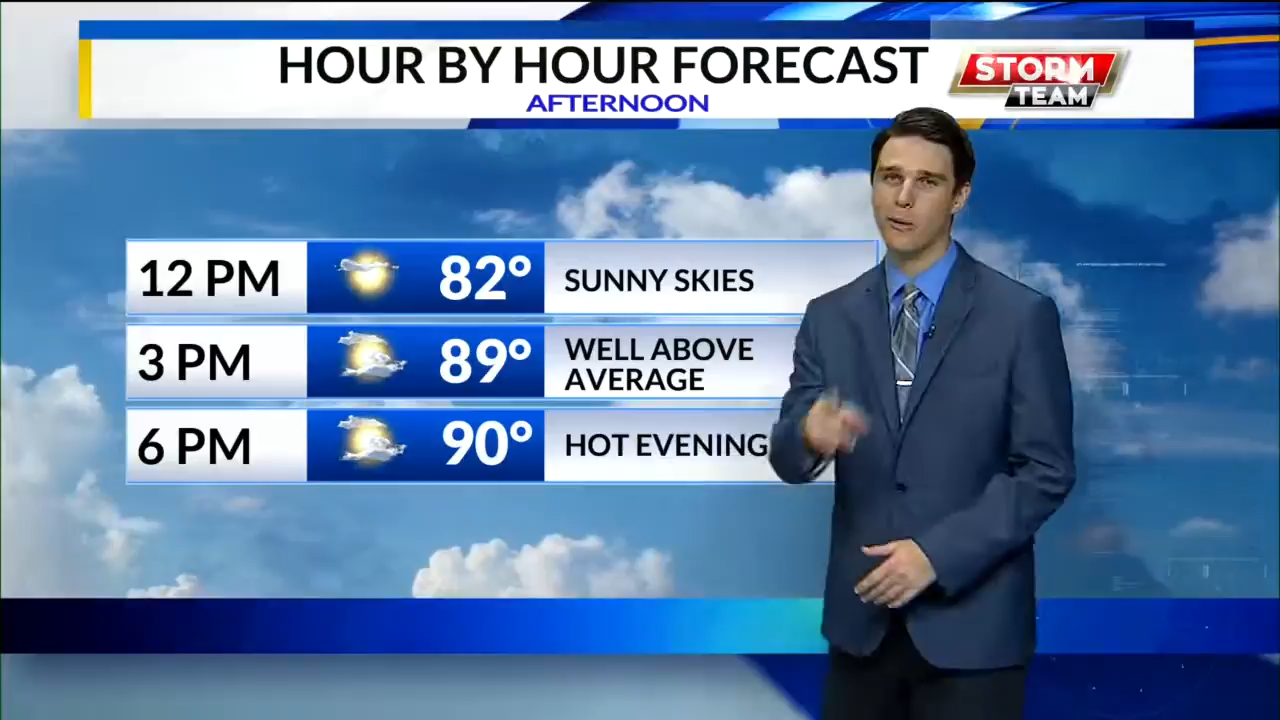 HOUR BY HOUR FORECAST
AFTERNOON
STORM
TEAM
12 PM 82° SUNNY SKIES
3 PM 89° WELL ABOVE
AVERAGE
6 PM 90° HOT EVENING